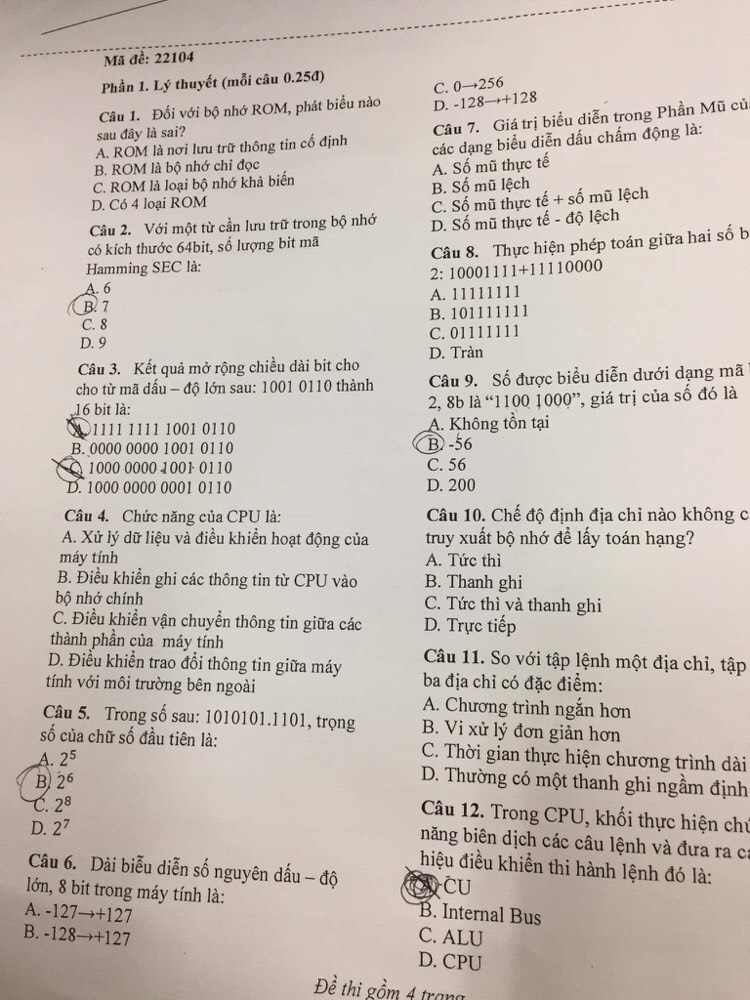 Mã đề: 22104
Phần 1. Lý thuyết (mỗi câu 0.25đ)
Câu 1. Đối với bộ nhớ ROM, phát biểu nào
sau đây là sai?
A. ROM là nơi lưu trữ thông tin cố định
B. ROM là bộ nhớ chỉ đọc
C. ROM là loại bộ nhớ khả biến
D. Có 4 loại ROM
Câu 2. Với một từ cần lưu trữ trong bộ nhớ
có kích thước 64bit, số lượng bit mã
Hamming SEC là:
A. 6
B. 7
C. 8
D. 9
Câu 3. Kết quả mở rộng chiều dài bit cho
cho từ mã dấu – độ lớn sau: 1001 0110 thành
16 bit là:
A. 1111 1111 1001 0110
B. 0000 0000 1001 0110
C. 1000 0000 1001 0110
D. 1000 0000 0001 0110
Câu 4. Chức năng của CPU là:
A. Xử lý dữ liệu và điều khiển hoạt động của
máy tính
B. Điều khiển ghi các thông tin từ CPU vào
bộ nhớ chính
C. Điều khiển vận chuyển thông tin giữa các
thành phần của máy tính
D. Điều khiển trao đổi thông tin giữa máy
tính với môi trường bên ngoài
Câu 5. Trong số sau: 1010101.1101, trọng
số của chữ số đầu tiên là:
A. 2⁵
B. 2⁶
C. 2⁸
D. 2⁷
Câu 6. Dải biễu diễn số nguyên dấu – độ
lớn, 8 bit trong máy tính là:
A. -127→+127
B. -128→+127
C. 0→256
D. -128→+128
Câu 7. Giá trị biểu diễn trong Phần Mũ củ
các dạng biểu diễn dấu chấm động là:
A. Số mũ thực tế
B. Số mũ lệch
C. Số mũ thực tế + số mũ lệch
D. Số mũ thực tế - độ lệch
Câu 8. Thực hiện phép toán giữa hai số b
2: 10001111+11110000
A. 11111111
B. 101111111
C. 01111111
D. Tràn
Câu 9. Số được biểu diễn dưới dạng mã
2, 8b là “1100 1000”, giá trị của số đó là
A. Không tồn tại
B. -56
C. 56
D. 200
Câu 10. Chế độ định địa chỉ nào không c
truy xuất bộ nhớ để lấy toán hạng?
A. Tức thì
B. Thanh ghi
C. Tức thì và thanh ghi
D. Trực tiếp
Câu 11. So với tập lệnh một địa chỉ, tập
ba địa chỉ có đặc điểm:
A. Chương trình ngắn hơn
B. Vi xử lý đơn giản hơn
C. Thời gian thực hiện chương trình dài
D. Thường có một thanh ghi ngầm định
Câu 12. Trong CPU, khối thực hiện chứ
năng biên dịch các câu lệnh và đưa ra cá
hiệu điều khiển thi hành lệnh đó là:
A. CU
B. Internal Bus
C. ALU
D. CPU
Đề thi gồm 4 trang